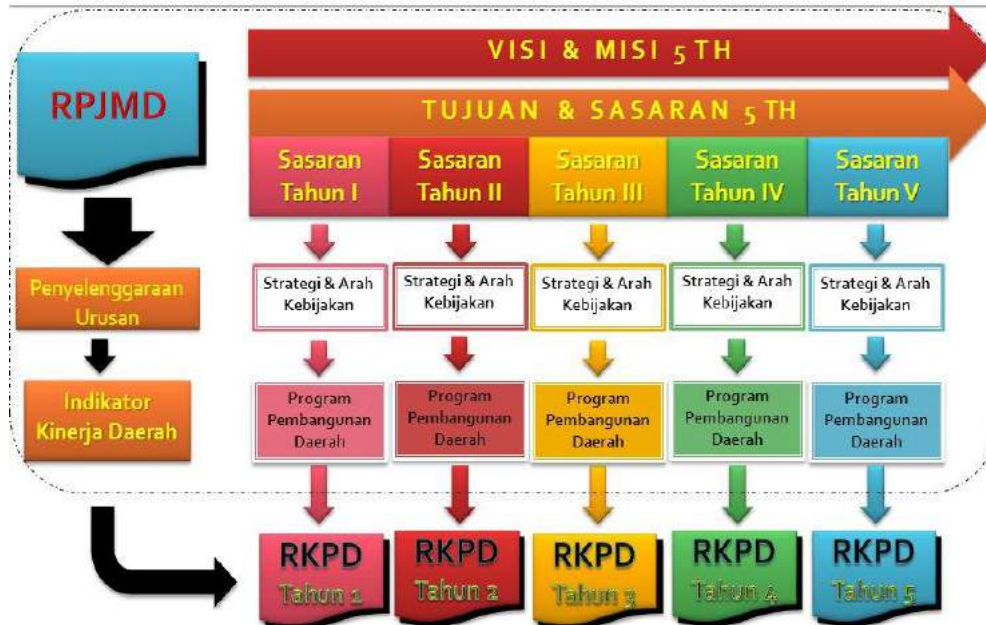 VISI & MISI 5 TH
RPJMD
TUJUAN & SASARAN 5 TH
Sasaran
Tahun I
Sasaran
Tahun II
Sasaran
Tahun III
Sasaran
Tahun IV
Sasaran
Tahun V
Penyelenggaraan
Urusan
Strategi & Arah
Kebijakan
Strategi & Arah
Kebijakan
Strategi & Arah
Kebijakan
Strategi & Arah
Kebijakan
Strategi & Arah
Kebijakan
Indikator
Kinerja Daerah
Program
Pembangunan
Daerah
Program
Pembangunan
Daerah
Program
Pembangunan
Daerah
Program
Pembangunan
Daerah
Program
Pembangunan
Daerah
RKPD
Tahun 1
RKPD
Tahun 2
RKPD
Tahun 3
RKPD
Tahun 4
RKPD
Tahun 5